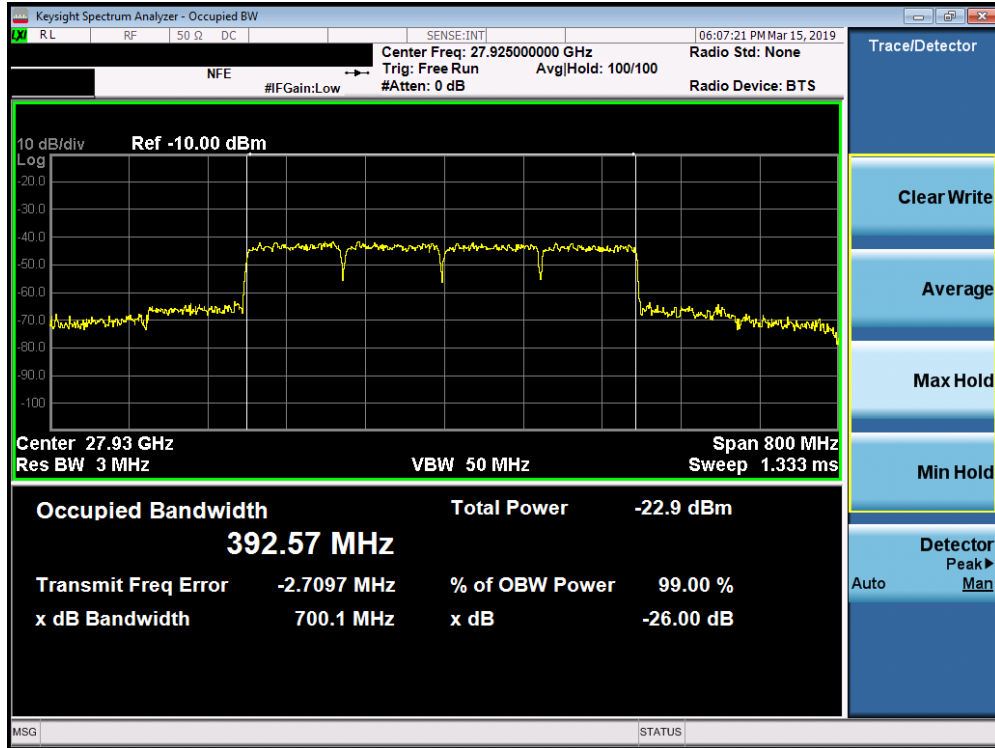 Keysight Spectrum Analyzer - Occupied BW
LXI RL RF 50 Ω DC SENSE:INT 06:07:21 PM Mar 15, 2019
Center Freq: 27.925000000 GHz Radio Std: None
NFE Trig: Free Run Avg|Hold: 100/100
#IFGain:Low #Atten: 0 dB Radio Device: BTS
10 dB/div Ref -10.00 dBm
Log
-20.0
-30.0
-40.0
-50.0
-60.0
-70.0
-80.0
-90.0
-100
Center 27.93 GHz Span 800 MHz
Res BW 3 MHz VBW 50 MHz Sweep 1.333 ms
Occupied Bandwidth Total Power -22.9 dBm
392.57 MHz
Transmit Freq Error -2.7097 MHz % of OBW Power 99.00 %
x dB Bandwidth 700.1 MHz x dB -26.00 dB
MSG STATUS
Trace/Detector
Clear Write
Average
Max Hold
Min Hold
Detector
Peak▶
Auto Man